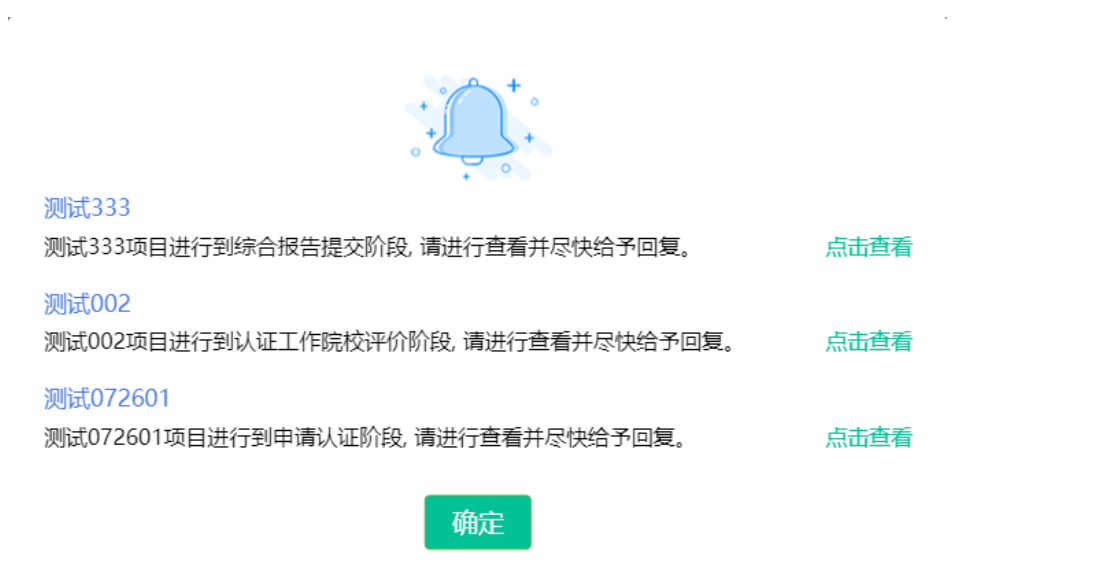 测试333
测试333项目进行到综合报告提交阶段, 请进行查看并尽快给予回复。 点击查看
测试002
测试002项目进行到认证工作院校评价阶段, 请进行查看并尽快给予回复。 点击查看
测试072601
测试072601项目进行到申请认证阶段, 请进行查看并尽快给予回复。 点击查看
确定